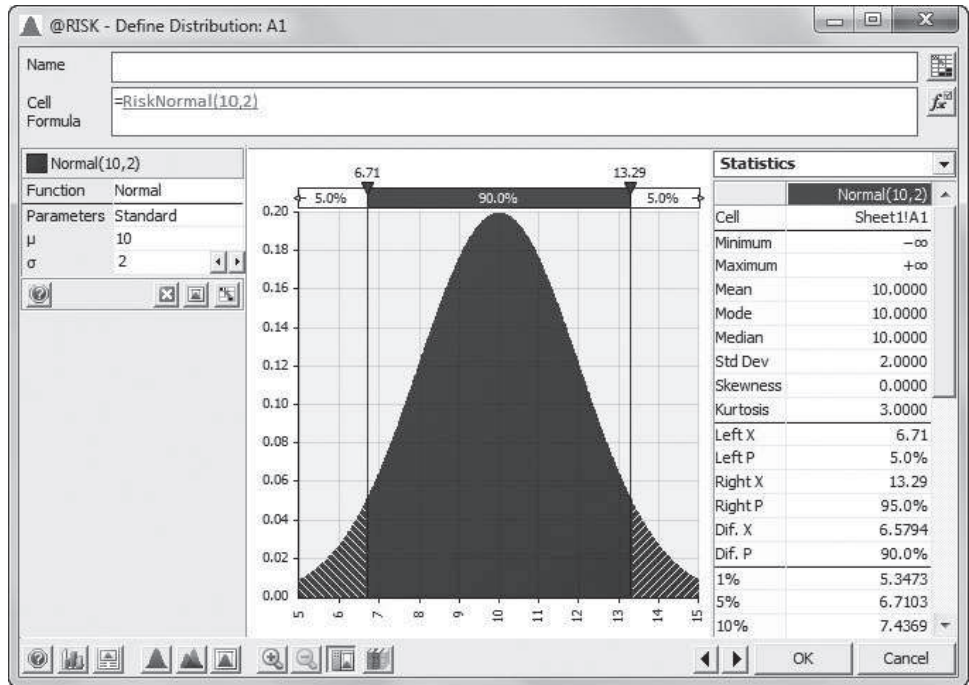 @RISK - Define Distribution: A1
Name
Cell Formula
=RiskNormal(10,2)
fx
Normal(10,2)
Function Normal
Parameters Standard
μ 10
σ 2
6.71 13.29
5.0% 90.0% 5.0%
0.20
0.18
0.16
0.14
0.12
0.10
0.08
0.06
0.04
0.02
0.00
5 6 7 8 9 10 11 12 13 14 15
Statistics
Normal(10,2)
Cell Sheet1!A1
Minimum −∞
Maximum +∞
Mean 10.0000
Mode 10.0000
Median 10.0000
Std Dev 2.0000
Skewness 0.0000
Kurtosis 3.0000
Left X 6.71
Left P 5.0%
Right X 13.29
Right P 95.0%
Dif. X 6.5794
Dif. P 90.0%
1% 5.3473
5% 6.7103
10% 7.4369
OK Cancel